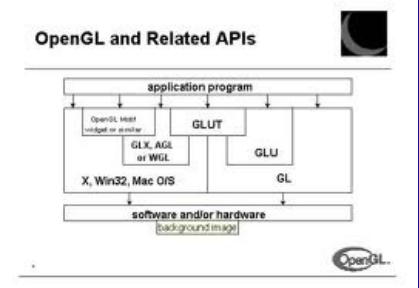 OpenGL and Related APIs
application program
OpenGL Motif
widget or similar
GLUT
GLX, AGL
or WGL
GLU
X, Win32, Mac O/S
GL
software and/or hardware
background image
OpenGL.